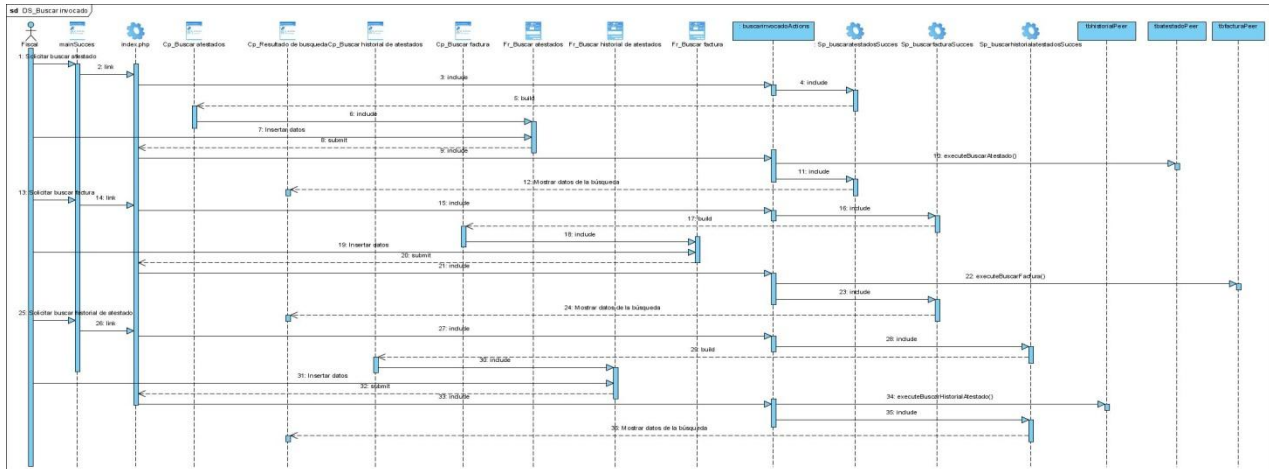 sd DS_Buscar invocado
Fiscal
mainSucces
index.php
Cp_Buscar atestados
Cp_Resultado de busqueda
Cp_Buscar historial de atestados
Cp_Buscar factura
Fr_Buscar atestados
Fr_Buscar historial de atestados
Fr_Buscar factura
buscarinvocadoActions
Sp_buscaratestadosSucces
Sp_buscarfacturaSucces
Sp_buscarhistorialatestadosSucces
tbhistorialPeer
tbatestadoPeer
tbfacturaPeer
1: Solicitar buscar atestado
2: link
3: include
4: include
5: build
6: include
7: Insertar datos
8: submit
9: include
10: executeBuscarAtestado()
11: include
12: Mostrar datos de la búsqueda
13: Solicitar buscar factura
14: link
15: include
16: include
17: build
18: include
19: Insertar datos
20: submit
21: include
22: executeBuscarFactura()
23: include
24: Mostrar datos de la búsqueda
25: Solicitar buscar historial de atestado
26: link
27: include
28: include
29: build
30: include
31: Insertar datos
32: submit
33: include
34: executeBuscarHistorialAtestado()
35: include
36: Mostrar datos de la búsqueda